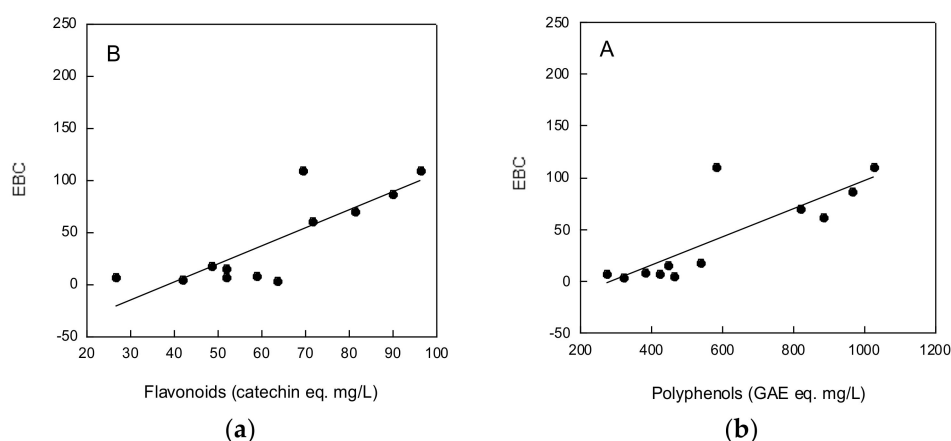 250
200
150
100
50
0
-50
EBC
B
20 30 40 50 60 70 80 90 100
Flavonoids (catechin eq. mg/L)
(a)
250
200
150
100
50
0
-50
EBC
A
200 400 600 800 1000 1200
Polyphenols (GAE eq. mg/L)
(b)